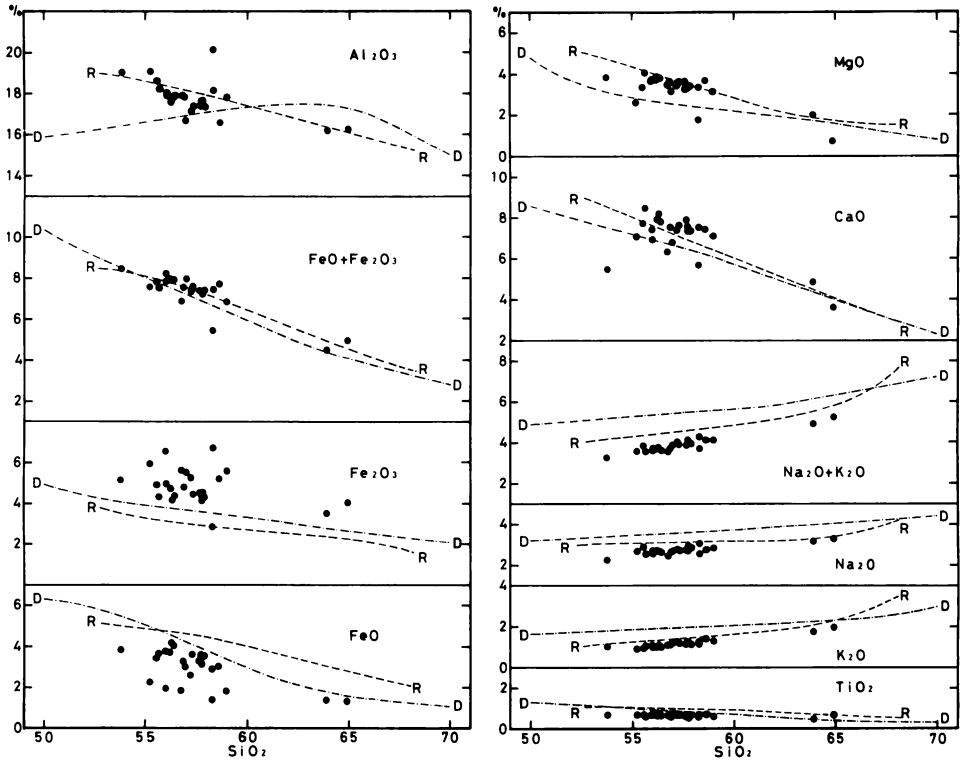 %
20
18
16
14
Al2O3
R
D
R
D
10
8
6
4
2
FeO+Fe2O3
D
R
R
D
6
4
2
Fe2O3
D
R
R
D
6
4
2
0
FeO
D
R
R
D
50 55 60 65 70
SiO2
%
6
4
2
0
MgO
D
R
R
D
10
8
6
4
2
CaO
D
R
R
D
8
6
4
Na2O+K2O
D
R
R
D
4
2
4
Na2O
D
R
R
D
2
0
K2O
D
R
R
D
2
0
TiO2
D
R
R
D
50 55 60 65 70
SiO2